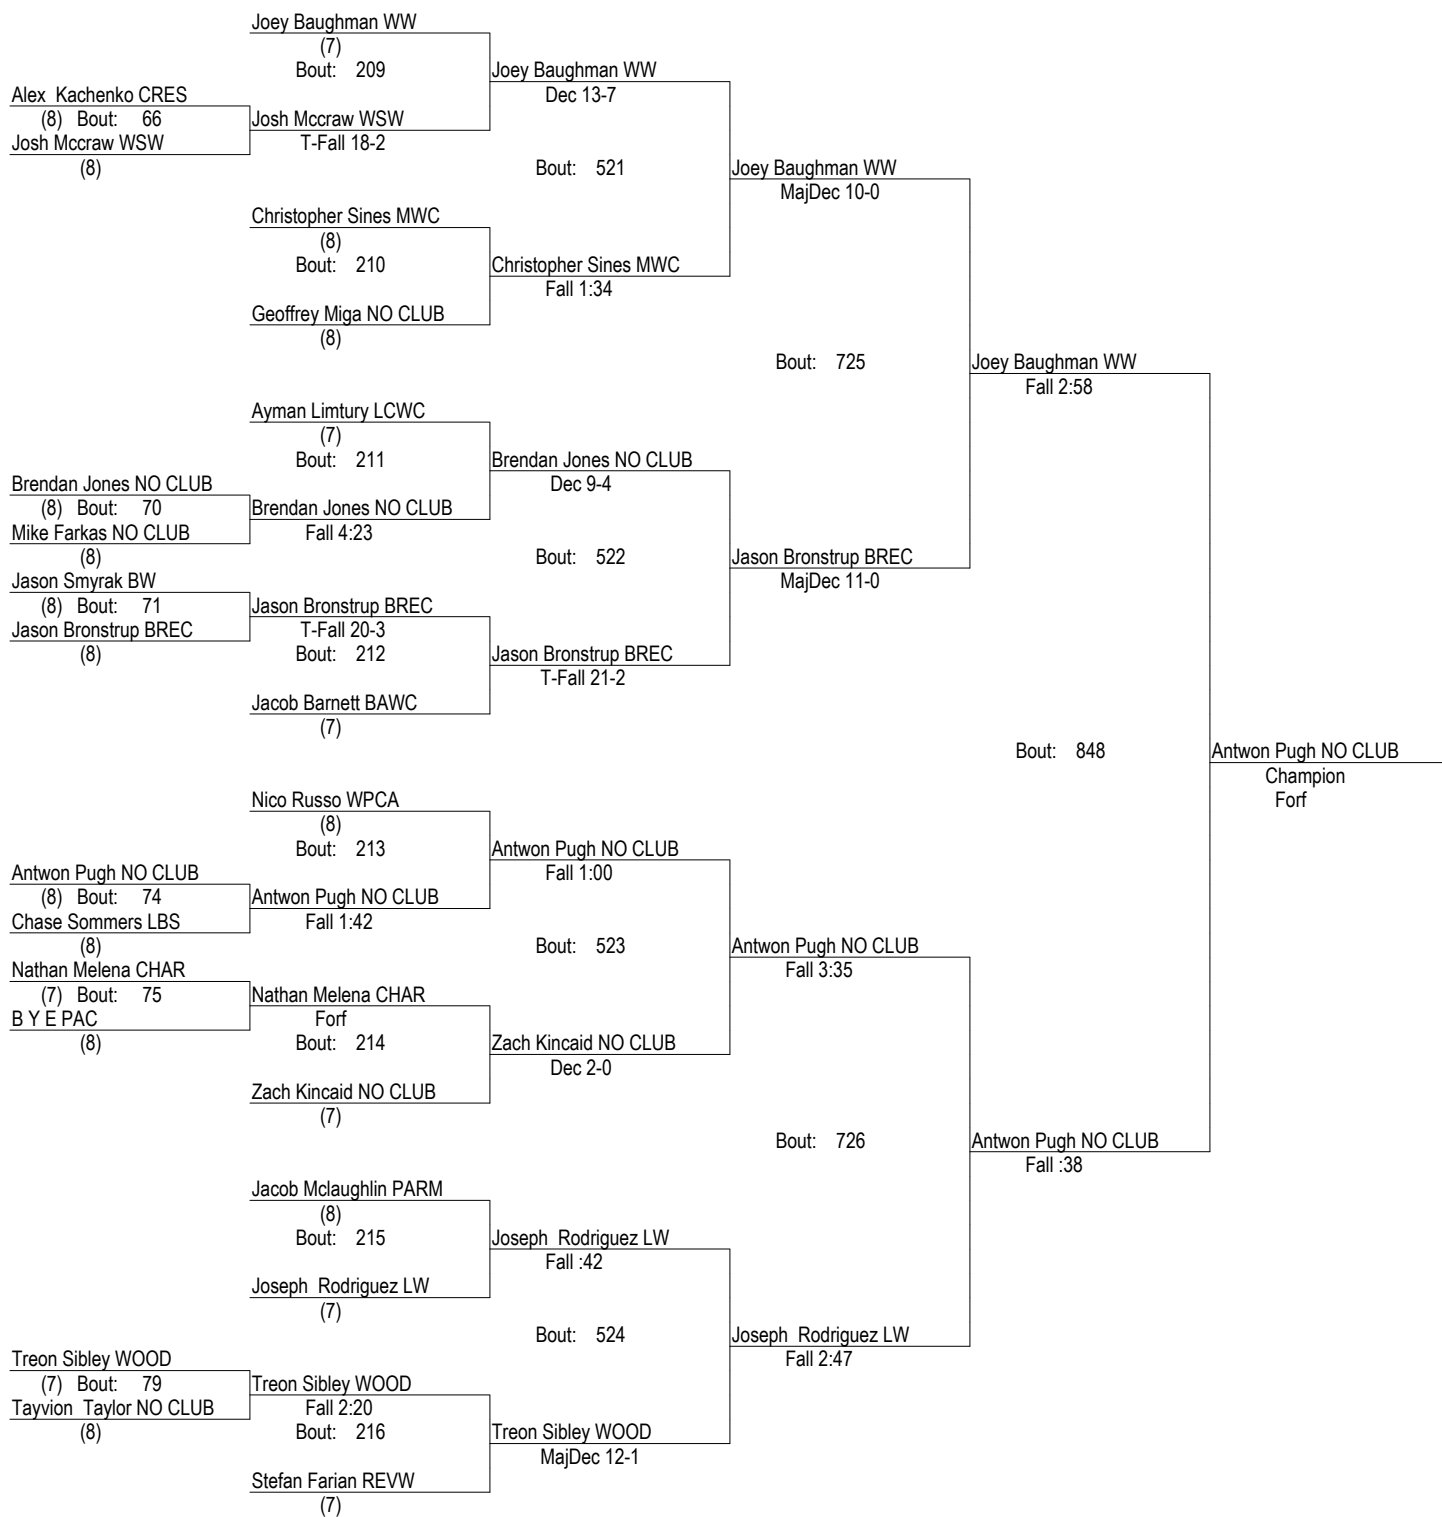 Joey Baughman WW
(7)
Bout: 209
Joey Baughman WW
Dec 13-7
Alex Kachenko CRES
(8) Bout: 66
Josh Mccraw WSW
Josh Mccraw WSW
T-Fall 18-2
(8)
Bout: 521
Joey Baughman WW
MajDec 10-0
Christopher Sines MWC
(8)
Bout: 210
Christopher Sines MWC
Fall 1:34
Geoffrey Miga NO CLUB
(8)
Bout: 725
Joey Baughman WW
Fall 2:58
Ayman Limtury LCWC
(7)
Bout: 211
Brendan Jones NO CLUB
Dec 9-4
Brendan Jones NO CLUB
(8) Bout: 70
Brendan Jones NO CLUB
Mike Farkas NO CLUB
Fall 4:23
(8)
Bout: 522
Jason Bronstrup BREC
MajDec 11-0
Jason Smyrak BW
(8) Bout: 71
Jason Bronstrup BREC
Jason Bronstrup BREC
T-Fall 20-3
(8)
Bout: 212
Jason Bronstrup BREC
T-Fall 21-2
Jacob Barnett BAWC
(7)
Bout: 848
Antwon Pugh NO CLUB
Champion
Forf
Nico Russo WPCA
(8)
Bout: 213
Antwon Pugh NO CLUB
Fall 1:00
Antwon Pugh NO CLUB
(8) Bout: 74
Antwon Pugh NO CLUB
Chase Sommers LBS
Fall 1:42
(8)
Bout: 523
Antwon Pugh NO CLUB
Fall 3:35
Nathan Melena CHAR
(7) Bout: 75
Nathan Melena CHAR
B Y E PAC
Forf
(8)
Bout: 214
Zach Kincaid NO CLUB
Dec 2-0
Zach Kincaid NO CLUB
(7)
Bout: 726
Antwon Pugh NO CLUB
Fall :38
Jacob Mclaughlin PARM
(8)
Bout: 215
Joseph Rodriguez LW
Fall :42
Joseph Rodriguez LW
(7)
Bout: 524
Joseph Rodriguez LW
Fall 2:47
Treon Sibley WOOD
(7) Bout: 79
Treon Sibley WOOD
Tayvion Taylor NO CLUB
Fall 2:20
(8)
Bout: 216
Treon Sibley WOOD
MajDec 12-1
Stefan Farian REVW
(7)